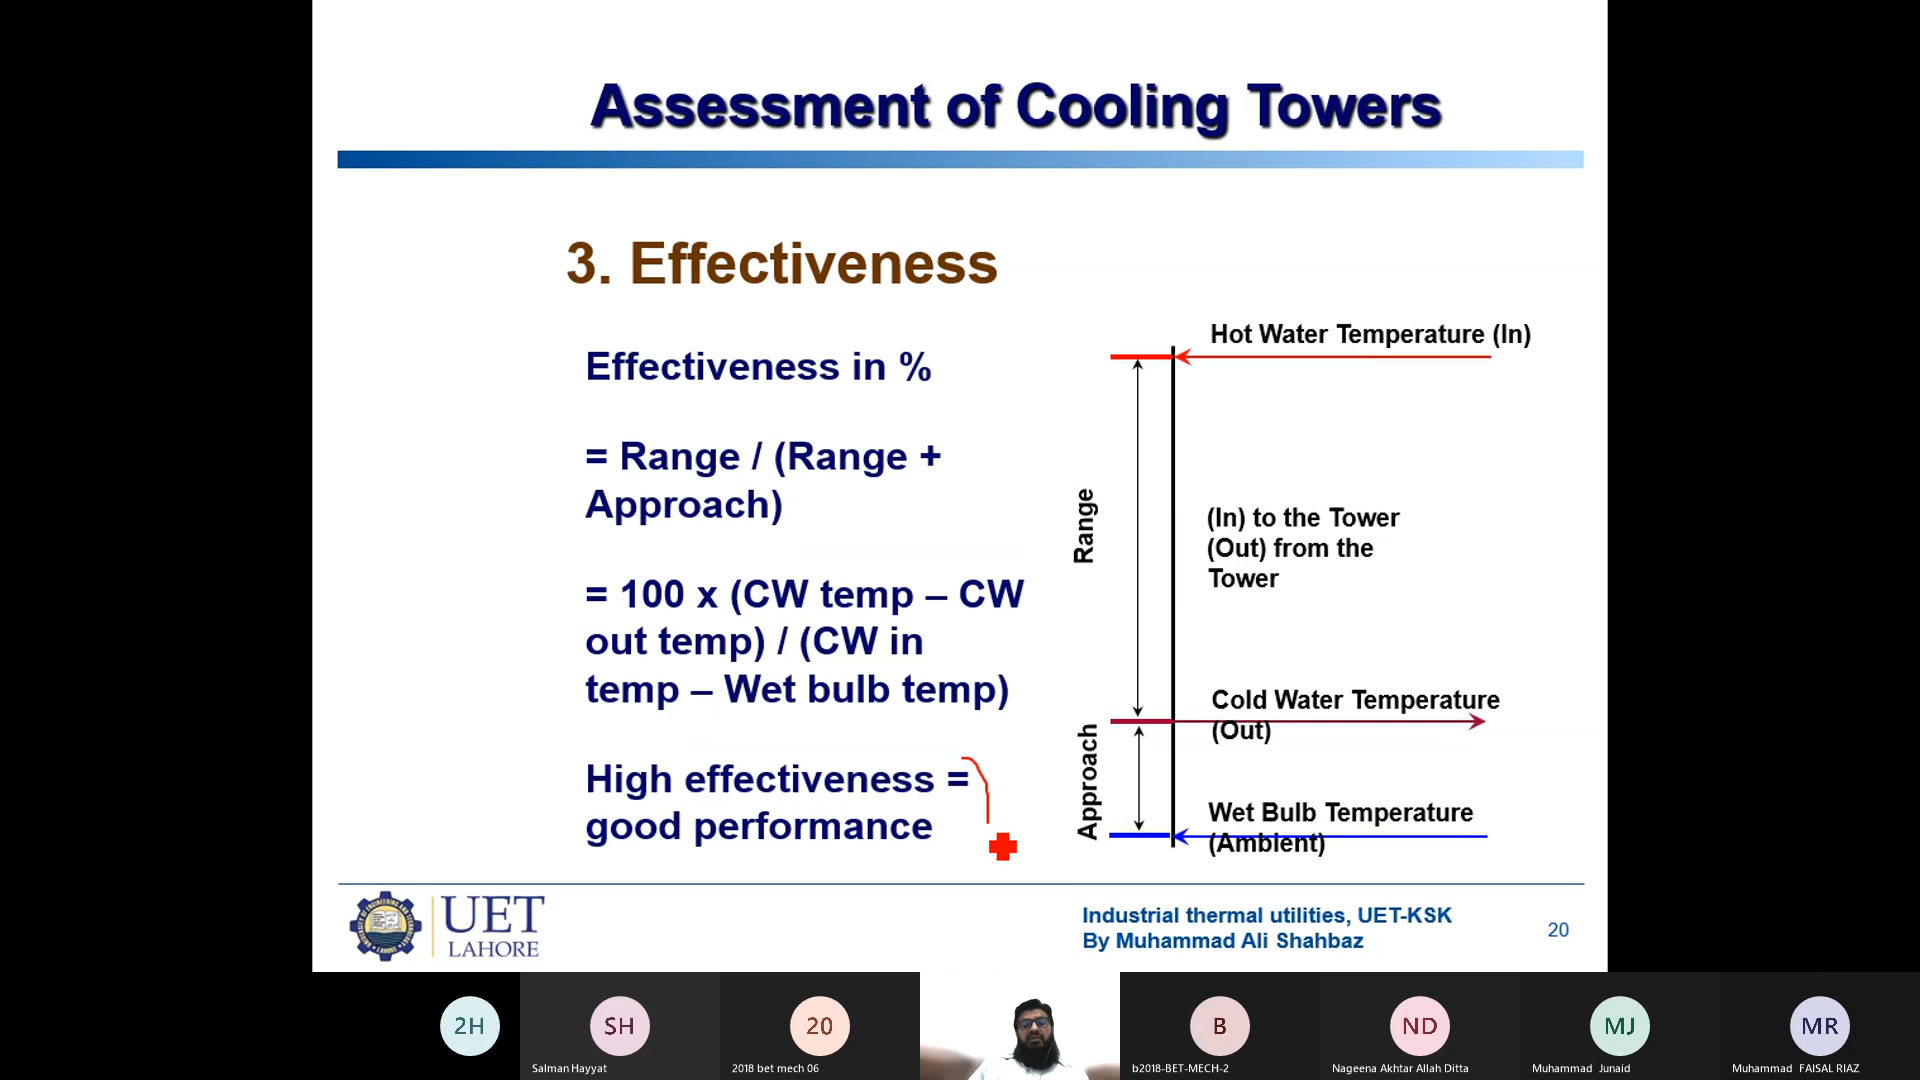 Assessment of Cooling Towers
3. Effectiveness
Effectiveness in %
= Range / (Range +
Approach)
= 100 x (CW temp – CW
out temp) / (CW in
temp – Wet bulb temp)
High effectiveness =
good performance
Hot Water Temperature (In)
Range
(In) to the Tower
(Out) from the
Tower
Cold Water Temperature
(Out)
Approach
Wet Bulb Temperature
(Ambient)
UET
LAHORE
Industrial thermal utilities, UET-KSK
By Muhammad Ali Shahbaz
20
2H
SH
Salman Hayyat
20
2018 bet mech 06
B
b2018-BET-MECH-2
ND
Nageena Akhtar Allah Ditta
MJ
Muhammad Junaid
MR
Muhammad FAISAL RIAZ